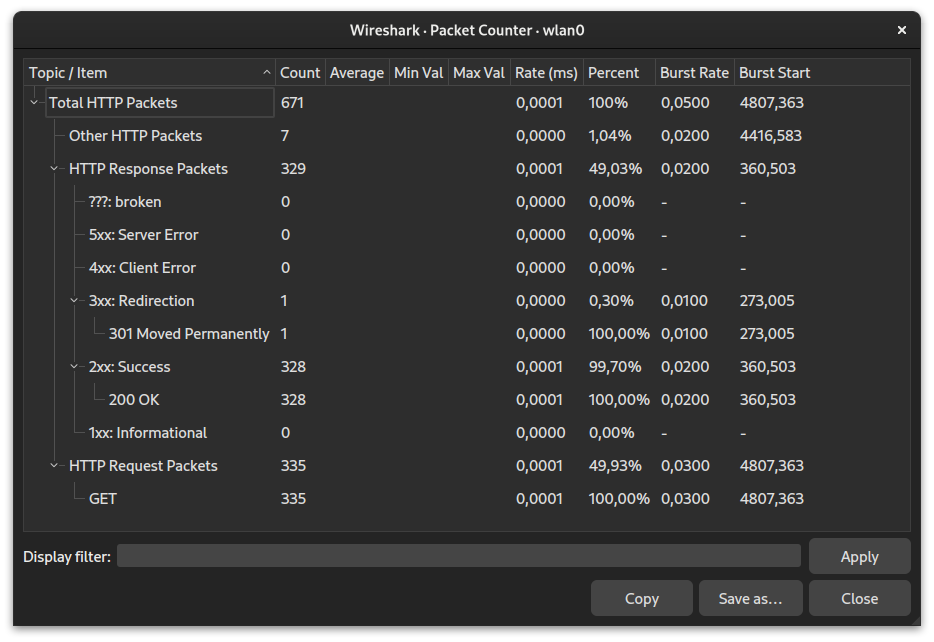 Wireshark · Packet Counter · wlan0
Topic / Item Count Average Min Val Max Val Rate (ms) Percent Burst Rate Burst Start
Total HTTP Packets 671 0,0001 100% 0,0500 4807,363
Other HTTP Packets 7 0,0000 1,04% 0,0200 4416,583
HTTP Response Packets 329 0,0001 49,03% 0,0200 360,503
???: broken 0 0,0000 0,00% - -
5xx: Server Error 0 0,0000 0,00% - -
4xx: Client Error 0 0,0000 0,00% - -
3xx: Redirection 1 0,0000 0,30% 0,0100 273,005
301 Moved Permanently 1 0,0000 100,00% 0,0100 273,005
2xx: Success 328 0,0001 99,70% 0,0200 360,503
200 OK 328 0,0001 100,00% 0,0200 360,503
1xx: Informational 0 0,0000 0,00% - -
HTTP Request Packets 335 0,0001 49,93% 0,0300 4807,363
GET 335 0,0001 100,00% 0,0300 4807,363
Display filter: Apply
Copy Save as... Close